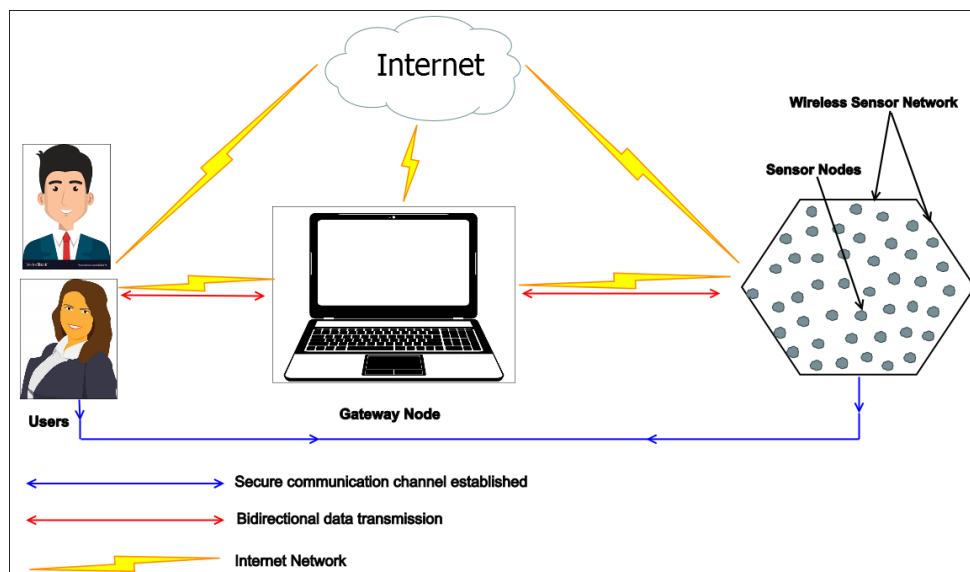 Internet
Wireless Sensor Network
Sensor Nodes
Gateway Node
Users
Secure communication channel established
Bidirectional data transmission
Internet Network